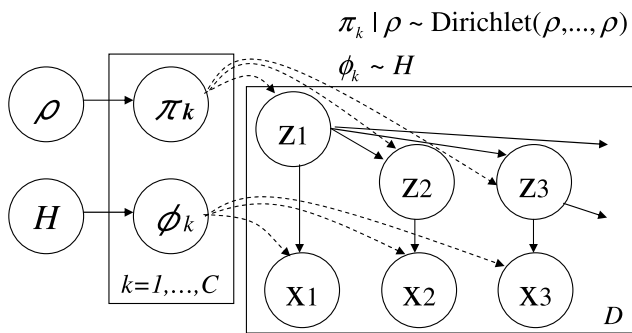 π_k | ρ ~ Dirichlet(ρ,..., ρ)
ϕ_k ~ H
ρ
π_k
z1
z2
z3
H
ϕ_k
x1
x2
x3
k=1,...,C
D